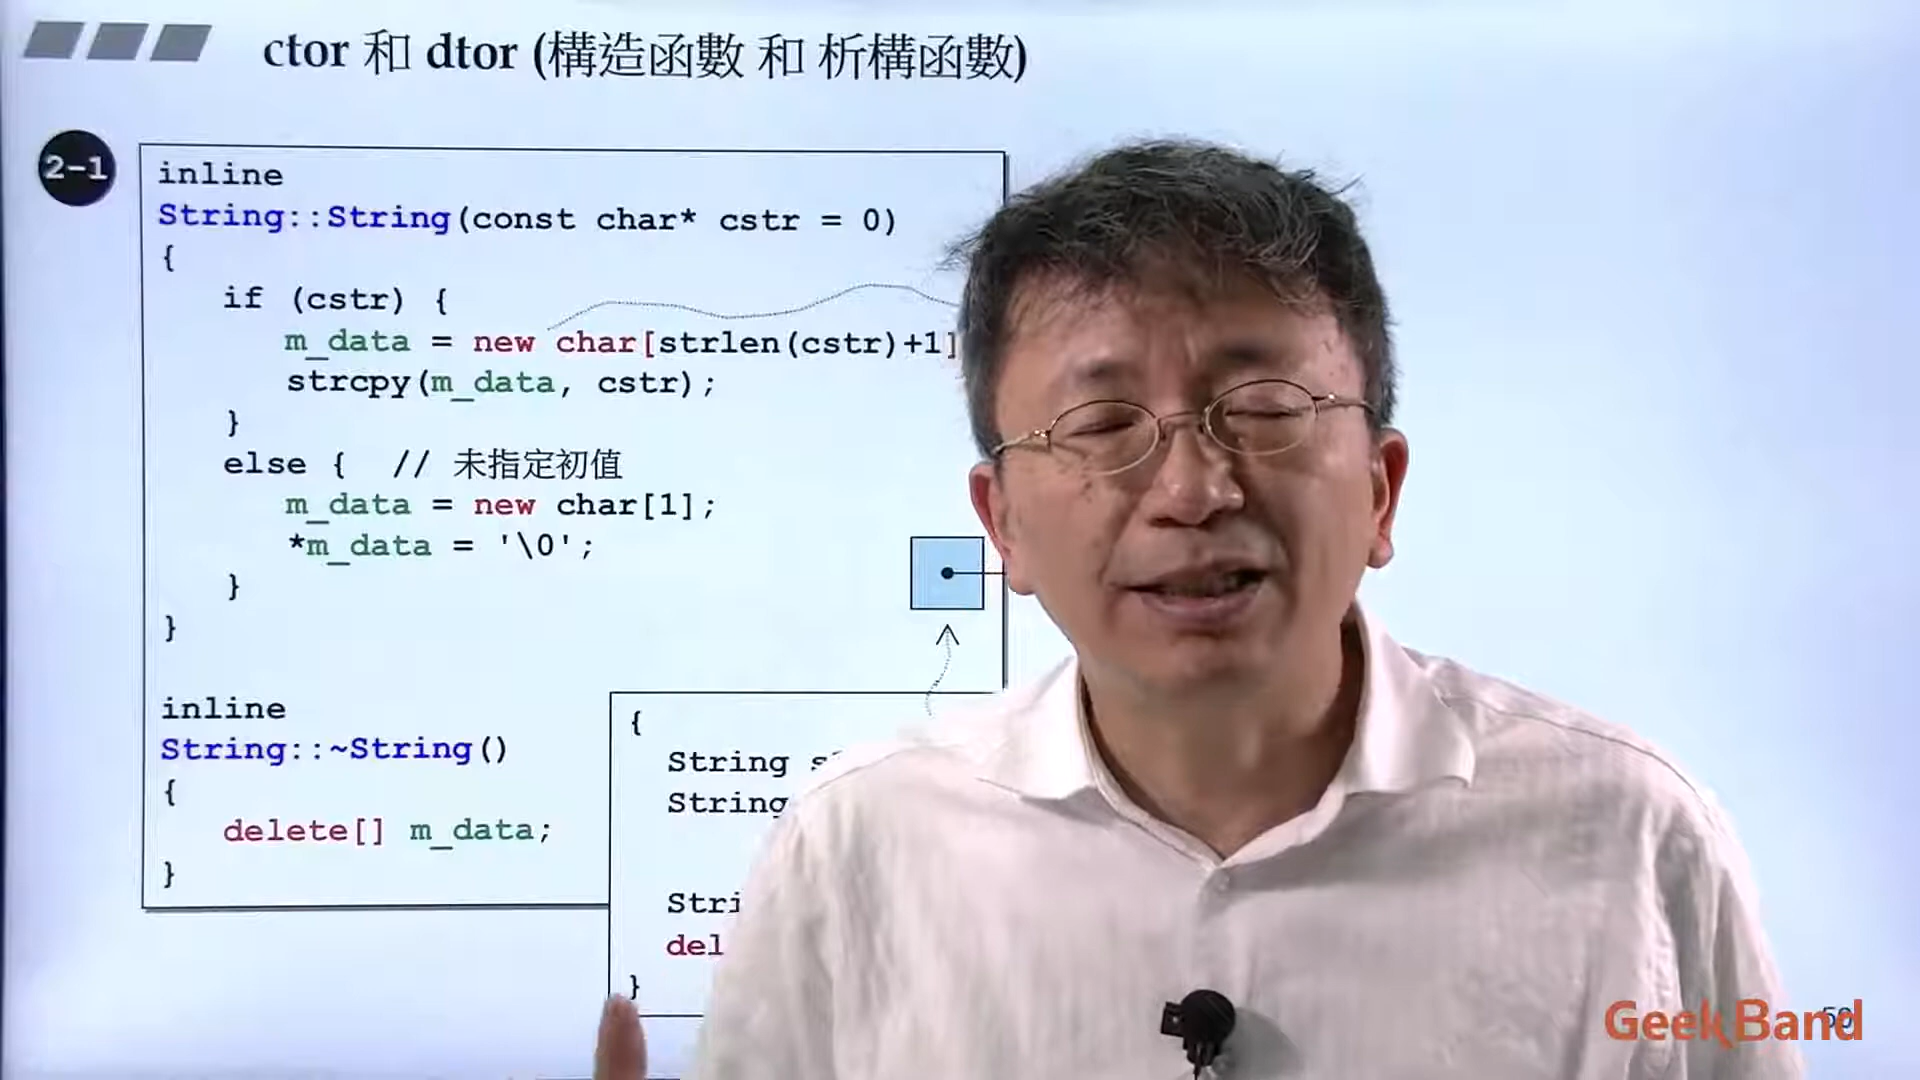 ctor 和 dtor (構造函數 和 析構函數)
2-1
inline
String::String(const char* cstr = 0)
{
if (cstr) {
m_data = new char[strlen(cstr)+1]
strcpy(m_data, cstr);
}
else { // 未指定初值
m_data = new char[1];
*m_data = '\0';
}
}
inline
String::~String()
{
delete[] m_data;
}
{
String
String
}
GeekBand